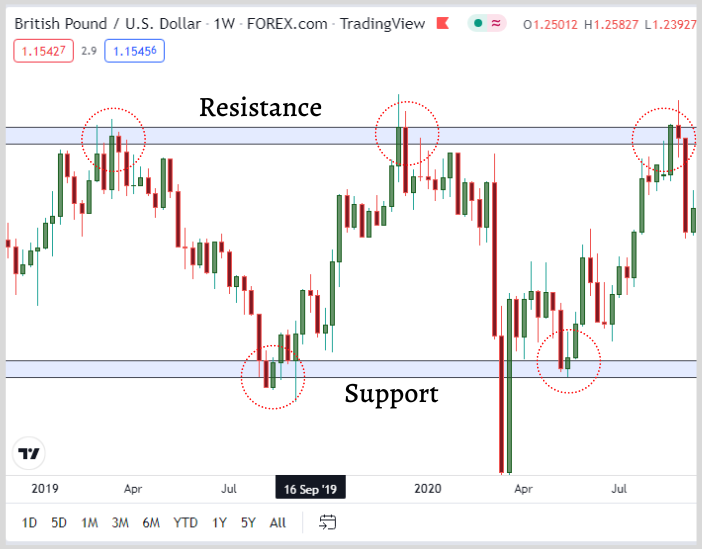 British Pound / U.S. Dollar · 1W · FOREX.com · TradingView ≈ O1.25012 H1.25827 L1.23927
1.15427 2.9 1.15456
Resistance
Support
2019 Apr Jul 16 Sep '19 2020 Apr Jul
1D 5D 1M 3M 6M YTD 1Y 5Y All